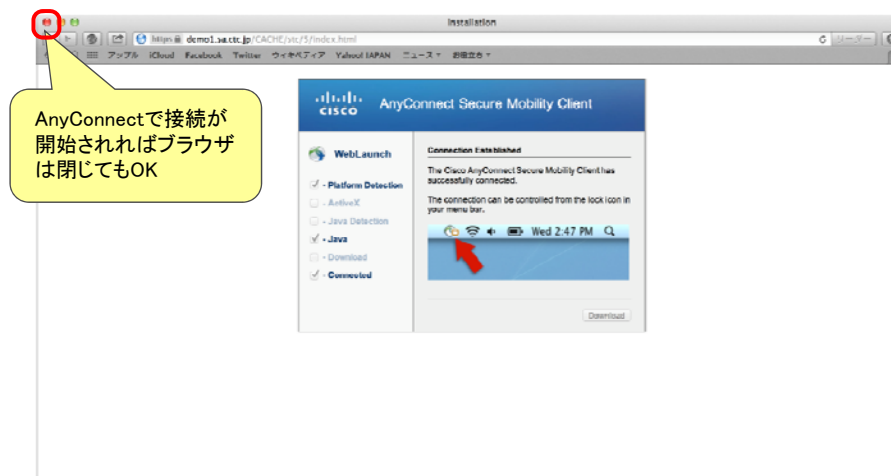 Installation
https demo1.sa.ctc.jp/CACHE/stc/5/index.html
リーダー
アップル iCloud Facebook Twitter ウィキペディア Yahoo! JAPAN ニュース お役立ち
AnyConnectで接続が
開始されればブラウザ
は閉じてもOK
CISCO
AnyConnect Secure Mobility Client
WebLaunch
- Platform Detection
- ActiveX
- Java Detection
- Java
- Download
- Connected
Connection Established
The Cisco AnyConnect Secure Mobility Client has
successfully connected.
The connection can be controlled from the lock icon in
your menu bar.
Wed 2:47 PM
Download